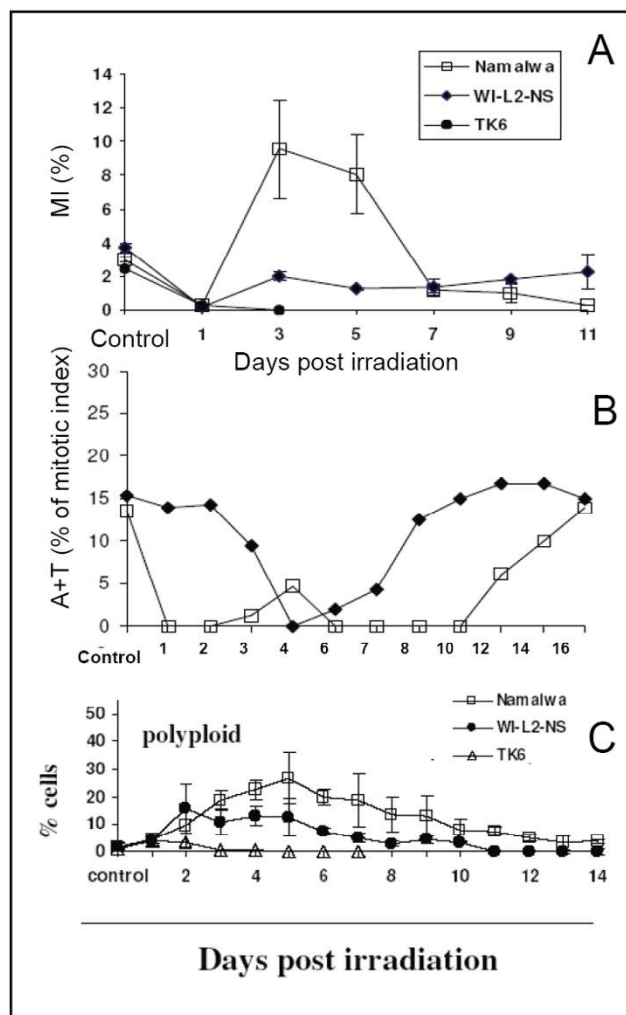 A
Namalwa
WI-L2-NS
TK6
14
12
10
8
6
4
2
0
MI (%)
Control 1 3 5 7 9 11
Days post irradiation
B
30
25
20
15
10
5
0
A+T (% of mitotic index)
Control 1 2 3 4 6 7 8 10 12 14 16
C
Namalwa
WI-L2-NS
TK6
polyploid
50
40
30
20
10
0
% cells
control 2 4 6 8 10 12 14
Days post irradiation